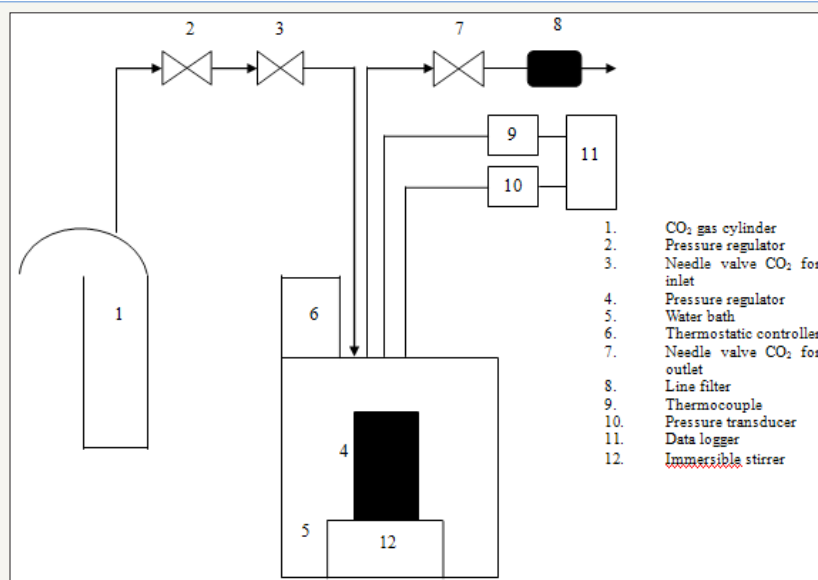 2
3
7
8
9
11
10
1
6
4
5
12
1. CO₂ gas cylinder
2. Pressure regulator
3. Needle valve CO₂ for
inlet
4. Pressure regulator
5. Water bath
6. Thermostatic controller
7. Needle valve CO₂ for
outlet
8. Line filter
9. Thermocouple
10. Pressure transducer
11. Data logger
12. Immersible stirrer